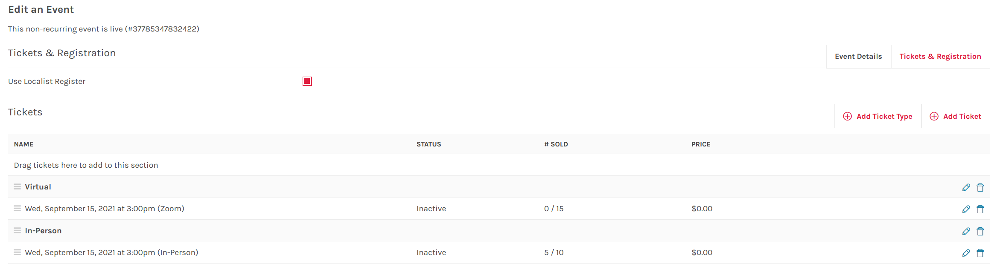 Edit an Event
This non-recurring event is live (#37785347832422)
Tickets & Registration
Event Details Tickets & Registration
Use Localist Register
Tickets
Add Ticket Type Add Ticket
NAME STATUS # SOLD PRICE
Drag tickets here to add to this section
Virtual
Wed, September 15, 2021 at 3:00pm (Zoom) Inactive 0 / 15 $0.00
In-Person
Wed, September 15, 2021 at 3:00pm (In-Person) Inactive 5 / 10 $0.00